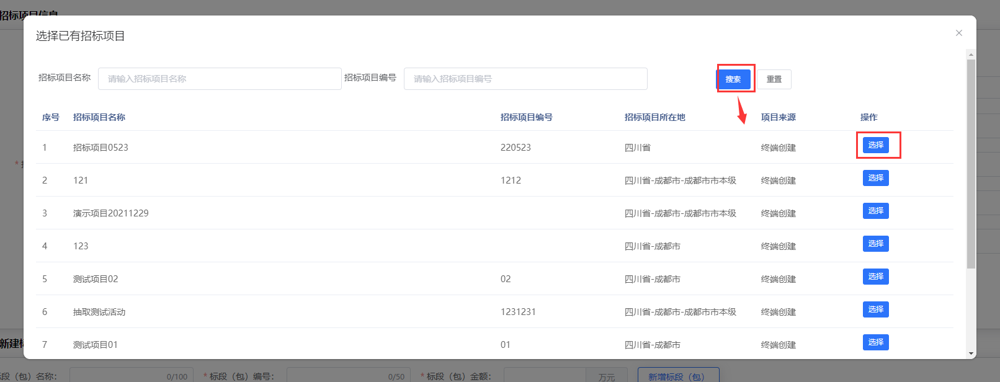 招标项目信息
选择已有招标项目
招标项目名称 请输入招标项目名称 招标项目编号 请输入招标项目编号 搜索 重置
序号 招标项目名称 招标项目编号 招标项目所在地 项目来源 操作
1 招标项目0523 220523 四川省 终端创建 选择
2 121 1212 四川省-成都市-成都市市本级 终端创建 选择
3 演示项目20211229 四川省-成都市-成都市市本级 终端创建 选择
4 123 四川省-成都市 终端创建 选择
5 测试项目02 02 四川省-成都市 终端创建 选择
6 抽取测试活动 1231231 四川省-成都市-成都市市本级 终端创建 选择
7 测试项目01 01 四川省-成都市 终端创建 选择
新建
段（包）名称： 0/100 *标段（包）编号： 0/50 *标段（包）金额： 万元 新增标段（包）